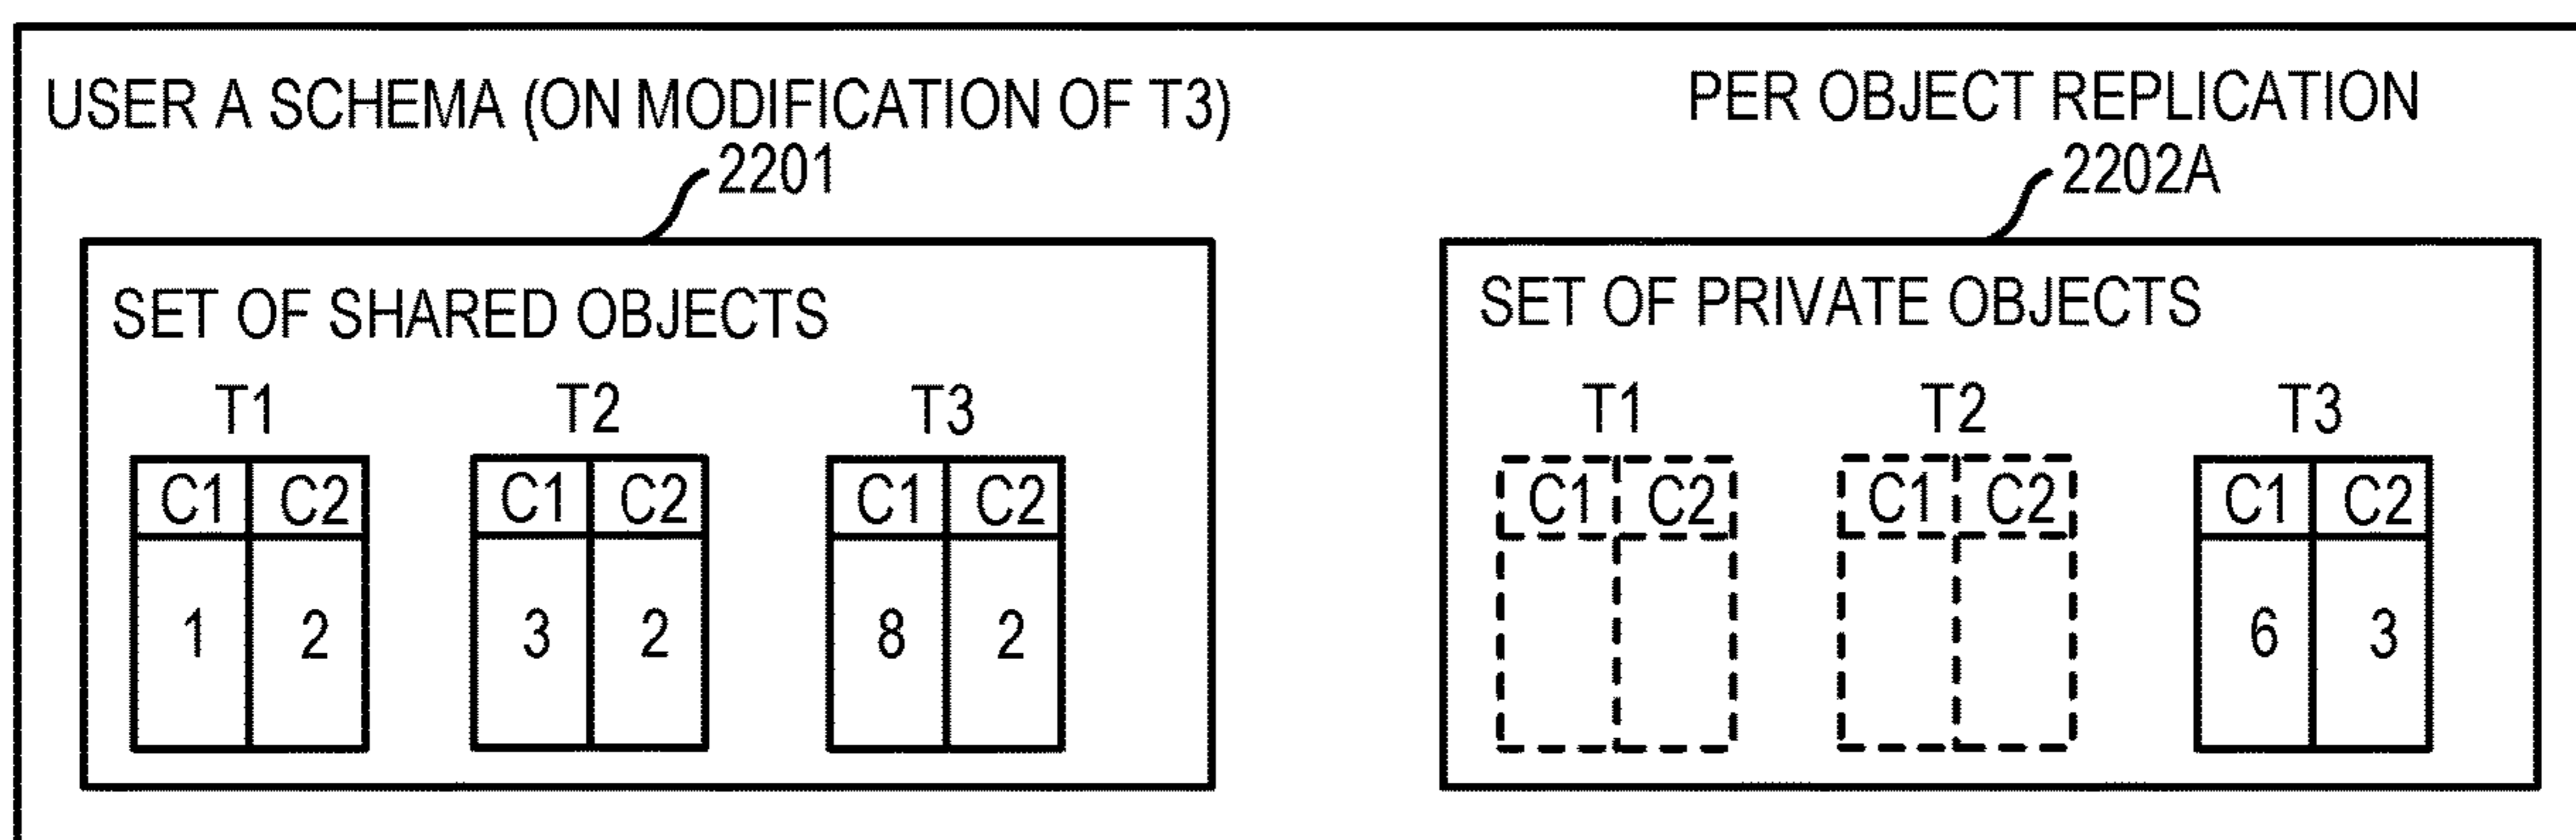 USER A SCHEMA (ON MODIFICATION OF T3)
PER OBJECT REPLICATION
2201
2202A
SET OF SHARED OBJECTS
T1 T2 T3
C1 C2 C1 C2 C1 C2
1 2 3 2 8 2
SET OF PRIVATE OBJECTS
T1 T2 T3
C1 C2 C1 C2 C1 C2
6 3